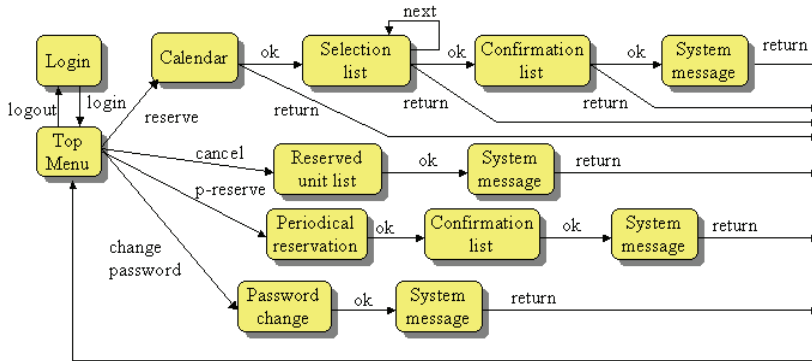 next
Login
Calendar
ok
Selection
list
ok
Confirmation
list
ok
System
message
return
logout
login
reserve
return
return
return
Top
Menu
cancel
Reserved
unit list
ok
System
message
return
p-reserve
Periodical
reservation
ok
Confirmation
list
ok
System
message
return
change
password
Password
change
ok
System
message
return